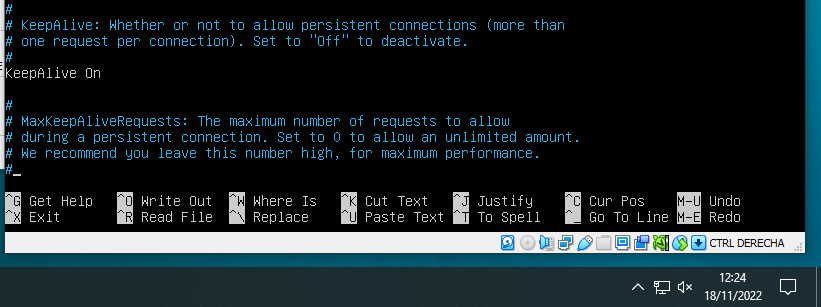 #
# KeepAlive: Whether or not to allow persistent connections (more than
# one request per connection). Set to "Off" to deactivate.
#
KeepAlive On
#
# MaxKeepAliveRequests: The maximum number of requests to allow
# during a persistent connection. Set to 0 to allow an unlimited amount.
# We recommend you leave this number high, for maximum performance.
#_
^G Get Help ^O Write Out ^W Where Is ^K Cut Text ^J Justify ^C Cur Pos M-U Undo
^X Exit ^R Read File ^\ Replace ^U Paste Text ^T To Spell ^_ Go To Line M-E Redo
CTRL DERECHA
12:24
18/11/2022